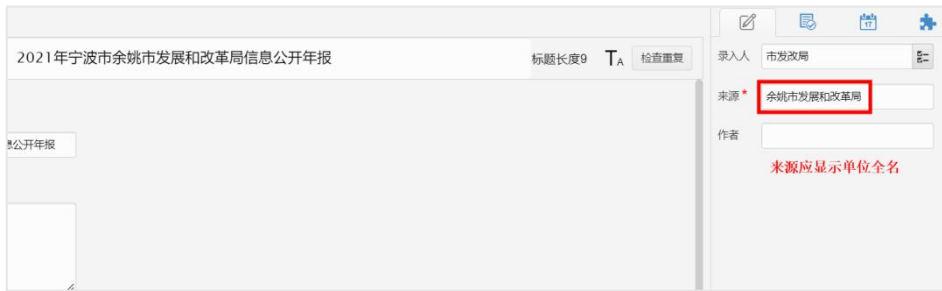 17
2021年宁波市余姚市发展和改革局信息公开年报 标题长度9 TA 检查重复
录入人 市发改局
来源* 余姚市发展和改革局
息公开年报
作者
来源应显示单位全名